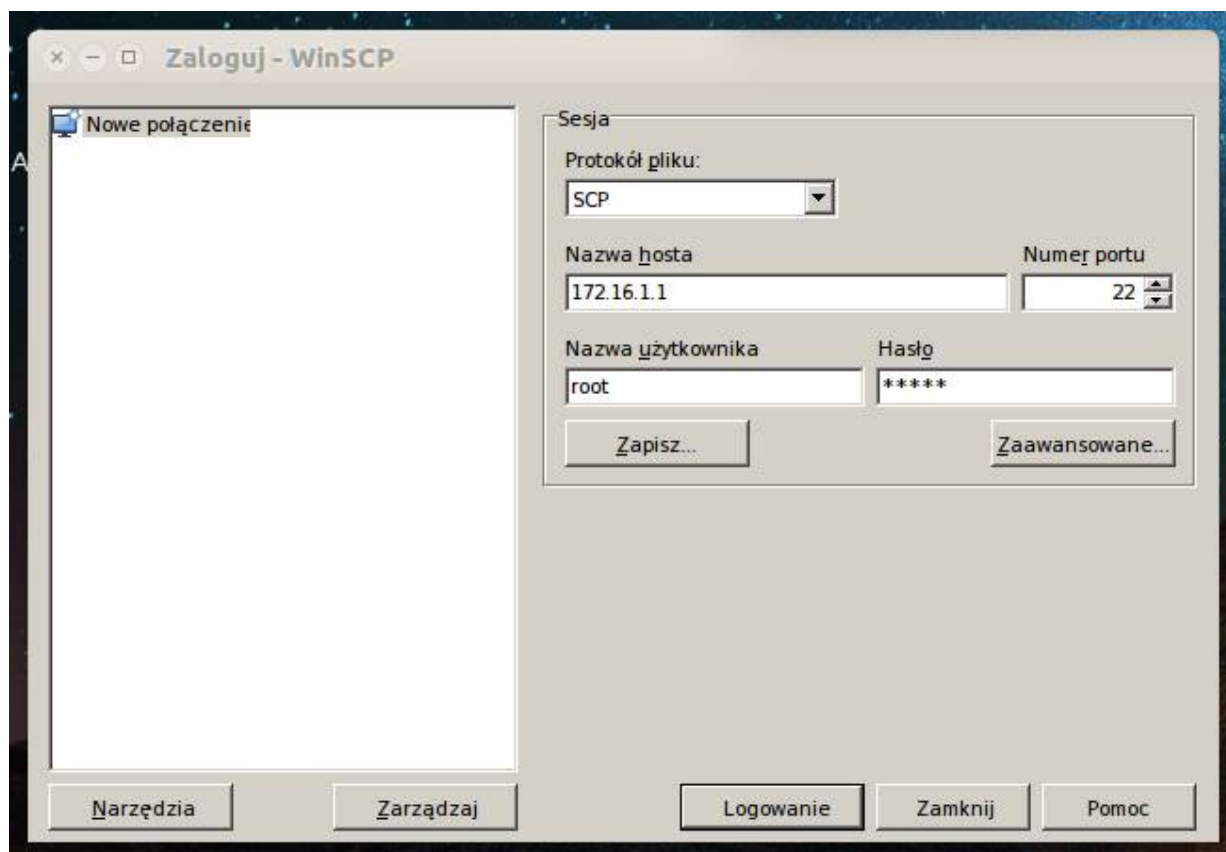 Zaloguj - WinSCP
Nowe połączenie
A
Sesja
Protokół pliku:
SCP
Nazwa hosta
Numer portu
172.16.1.1
22
Nazwa użytkownika
Hasło
root
*****
Zapisz...
Zaawansowane...
Narzędzia
Zarządzaj
Logowanie
Zamknij
Pomoc